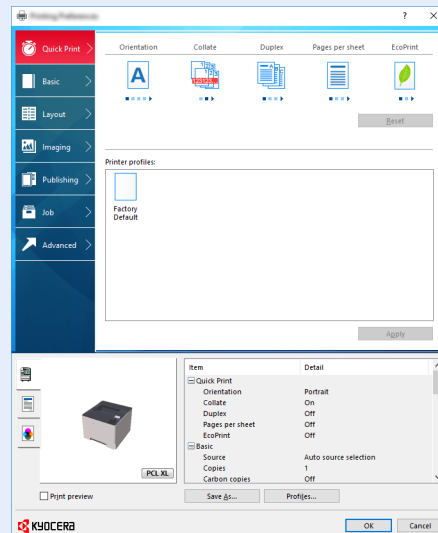 Printing Preferences
? X
Quick Print
Basic
Layout
Imaging
Publishing
Job
Advanced
Orientation Collate Duplex Pages per sheet EcoPrint
A
123123
Reset
Printer profiles:
Factory
Default
Apply
Item Detail
Quick Print
Orientation Portrait
Collate On
Duplex Off
Pages per sheet Off
EcoPrint Off
Basic
Source Auto source selection
Copies 1
Carbon copies Off
PCL XL
Print preview
Save As...
Profiles...
KYOCERA
OK
Cancel